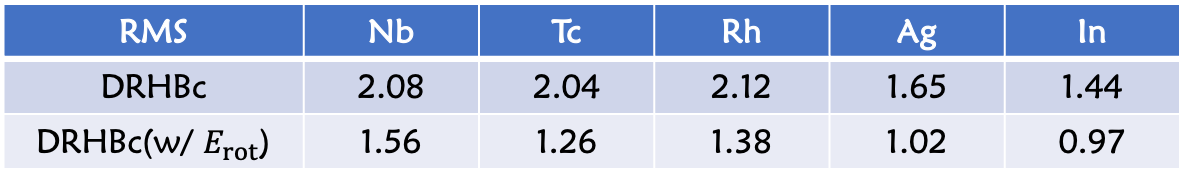 RMS Nb Tc Rh Ag In
DRHBc 2.08 2.04 2.12 1.65 1.44
DRHBc(w/ E_rot) 1.56 1.26 1.38 1.02 0.97